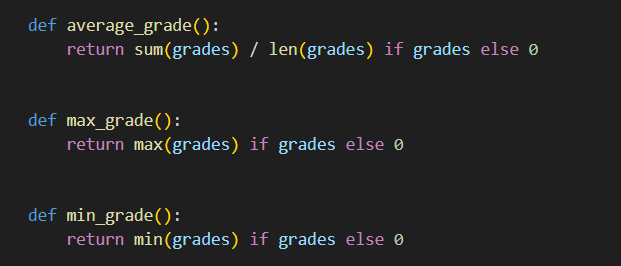 def average_grade():
    return sum(grades) / len(grades) if grades else 0
def max_grade():
    return max(grades) if grades else 0
def min_grade():
    return min(grades) if grades else 0